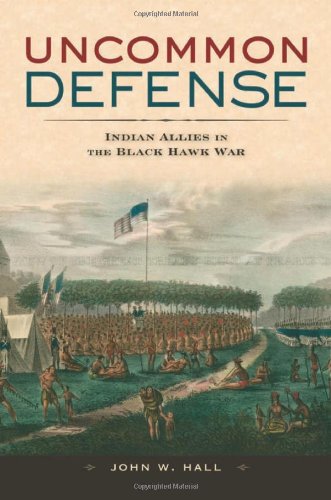 UNCOMMON
DEFENSE
INDIAN ALLIES IN
THE BLACK HAWK WAR
JOHN W. HALL